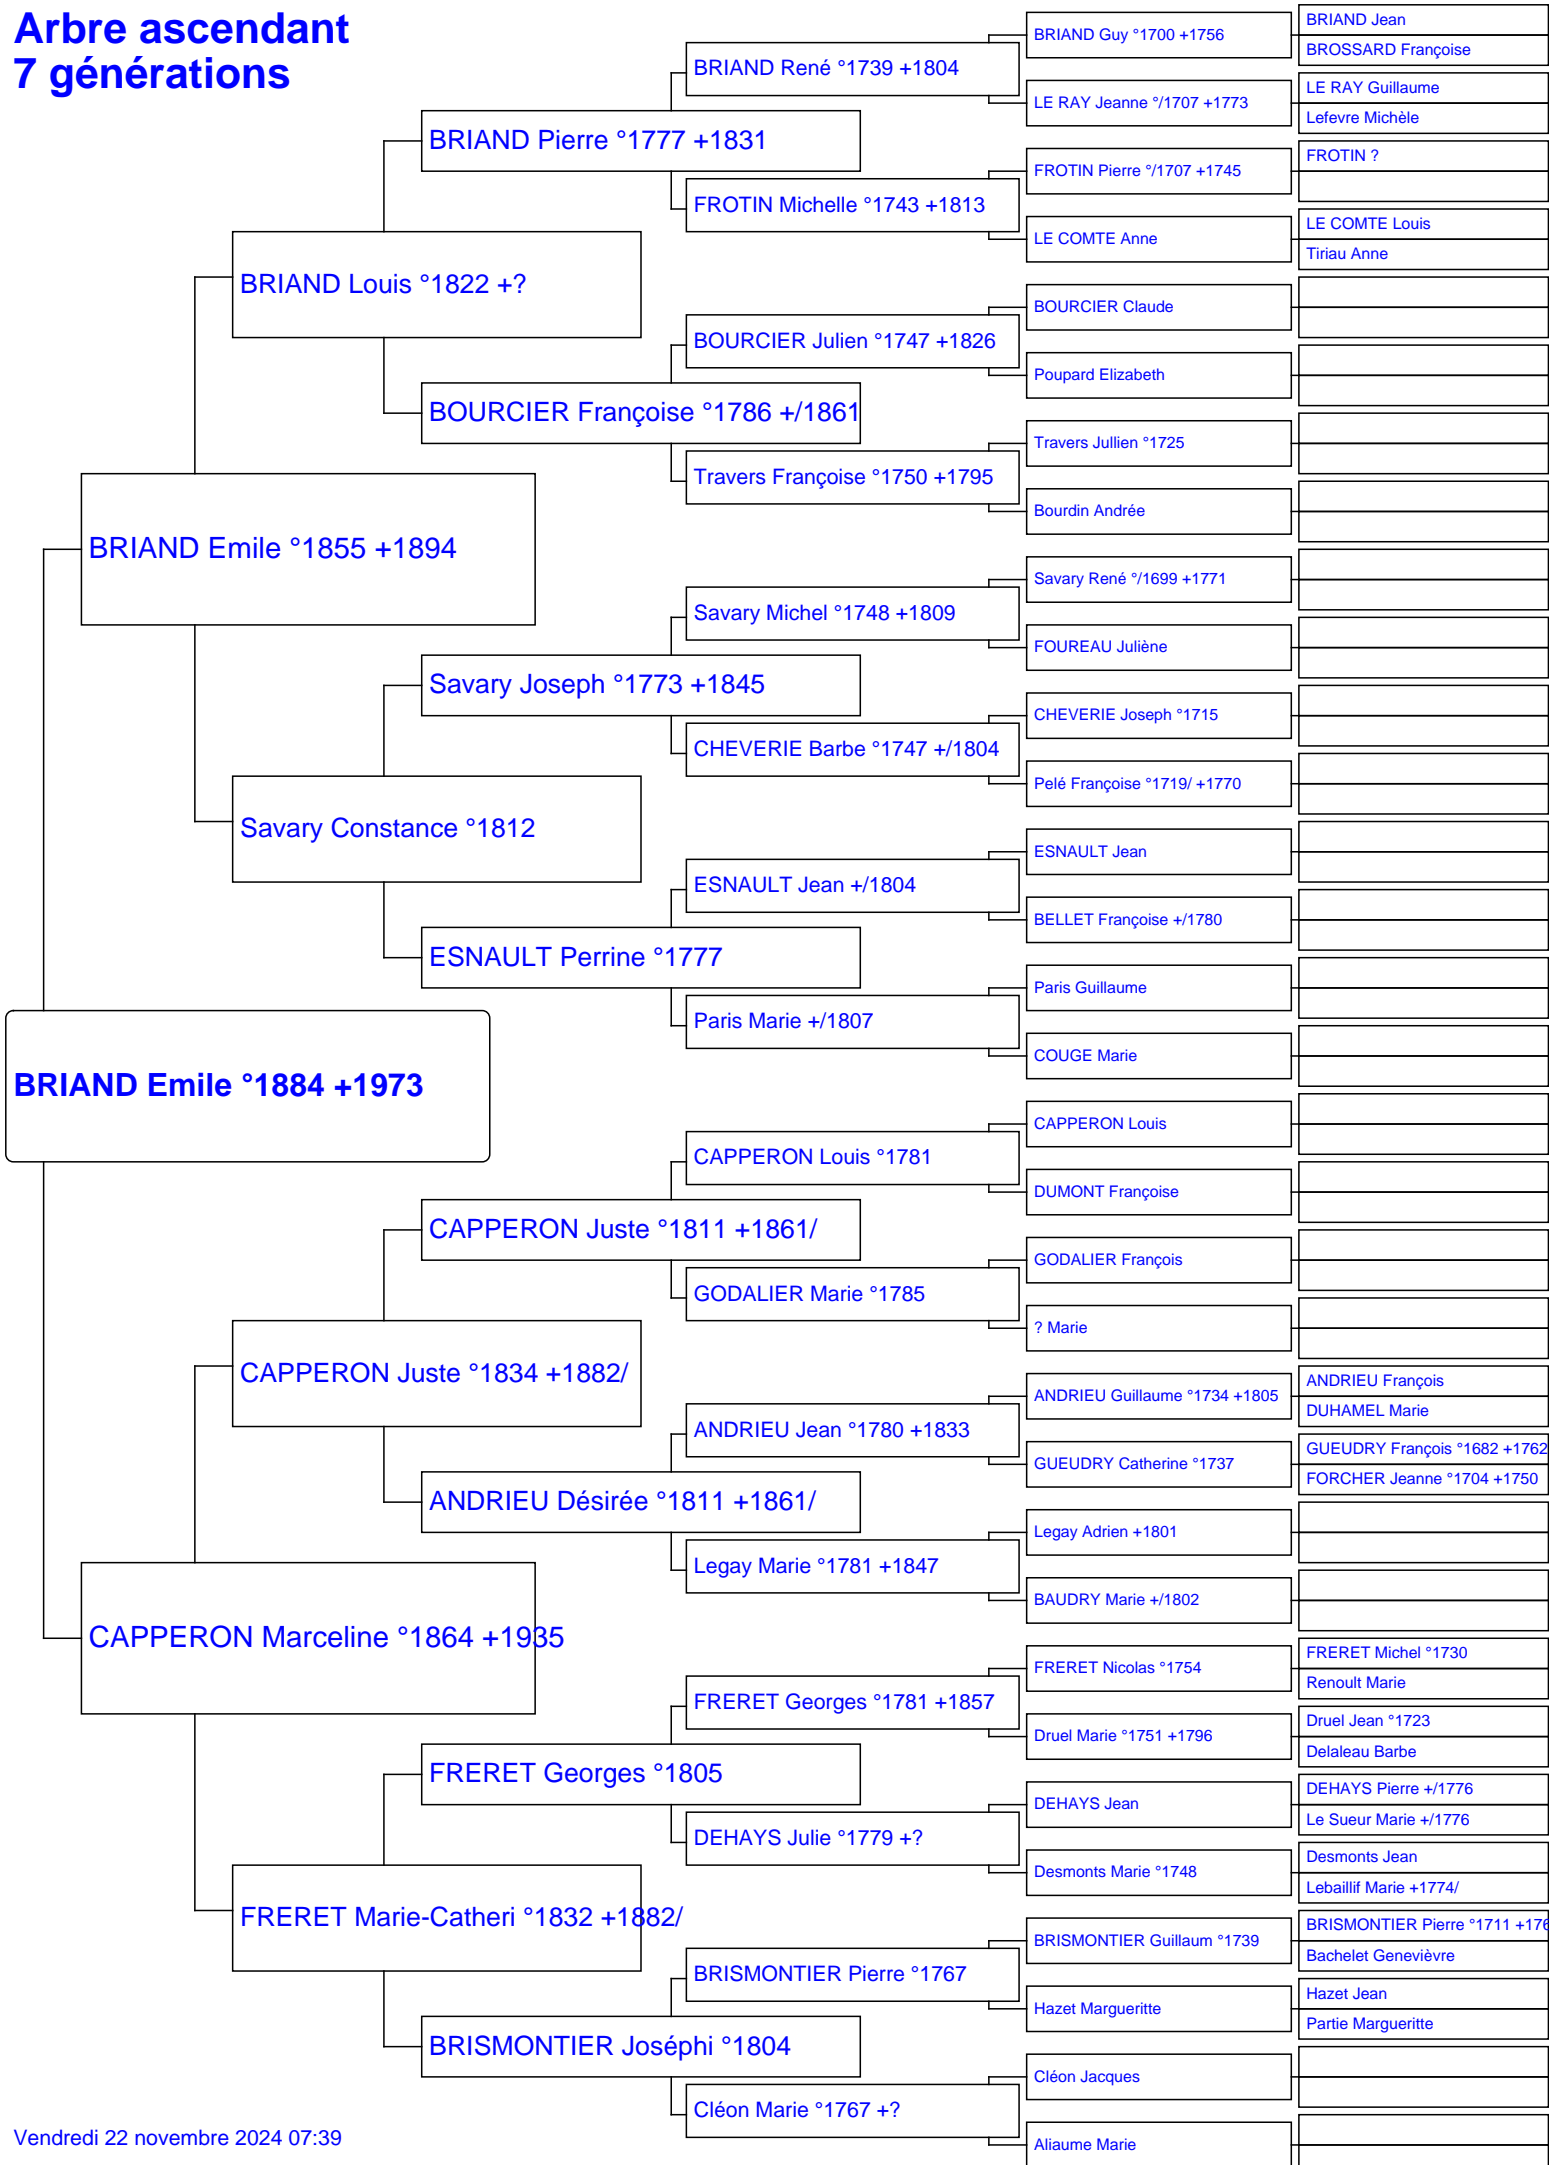 Arbre ascendant
7 générations
BRIAND Emile °1884 +1973
BRIAND Emile °1855 +1894
CAPPERON Marceline °1864 +1935
BRIAND Louis °1822 +?
Savary Constance °1812
CAPPERON Juste °1834 +1882/
FRERET Marie-Catheri °1832 +1882/
BRIAND Pierre °1777 +1831
BOURCIER Françoise °1786 +/1861
Savary Joseph °1773 +1845
ESNAULT Perrine °1777
CAPPERON Juste °1811 +1861/
ANDRIEU Désirée °1811 +1861/
FRERET Georges °1805
BRISMONTIER Joséphi °1804
BRIAND René °1739 +1804
FROTIN Michelle °1743 +1813
BOURCIER Julien °1747 +1826
Travers Françoise °1750 +1795
Savary Michel °1748 +1809
CHEVERIE Barbe °1747 +/1804
ESNAULT Jean +/1804
Paris Marie +/1807
CAPPERON Louis °1781
GODALIER Marie °1785
ANDRIEU Jean °1780 +1833
Legay Marie °1781 +1847
FRERET Georges °1781 +1857
DEHAYS Julie °1779 +?
BRISMONTIER Pierre °1767
Cléon Marie °1767 +?
BRIAND Guy °1700 +1756
LE RAY Jeanne °/1707 +1773
FROTIN Pierre °/1707 +1745
LE COMTE Anne
BOURCIER Claude
Poupard Elizabeth
Travers Jullien °1725
Bourdin Andrée
Savary René °/1699 +1771
FOUREAU Juliène
CHEVERIE Joseph °1715
Pelé Françoise °1719/ +1770
ESNAULT Jean
BELLET Françoise +/1780
Paris Guillaume
COUGE Marie
CAPPERON Louis
DUMONT Françoise
GODALIER François
? Marie
ANDRIEU Guillaume °1734 +1805
GUEUDRY Catherine °1737
Legay Adrien +1801
BAUDRY Marie +/1802
FRERET Nicolas °1754
Druel Marie °1751 +1796
DEHAYS Jean
Desmonts Marie °1748
BRISMONTIER Guillaum °1739
Hazet Margueritte
Cléon Jacques
Aliaume Marie
BRIAND Jean
BROSSARD Françoise
LE RAY Guillaume
Lefevre Michèle
FROTIN ?
LE COMTE Louis
Tiriau Anne
ANDRIEU François
DUHAMEL Marie
GUEUDRY François °1682 +1762
FORCHER Jeanne °1704 +1750
FRERET Michel °1730
Renoult Marie
Druel Jean °1723
Delaleau Barbe
DEHAYS Pierre +/1776
Le Sueur Marie +/1776
Desmonts Jean
Lebaillif Marie +1774/
BRISMONTIER Pierre °1711
Bachelet Genevièvre
Hazet Jean
Partie Margueritte
Vendredi 22 novembre 2024 07:39